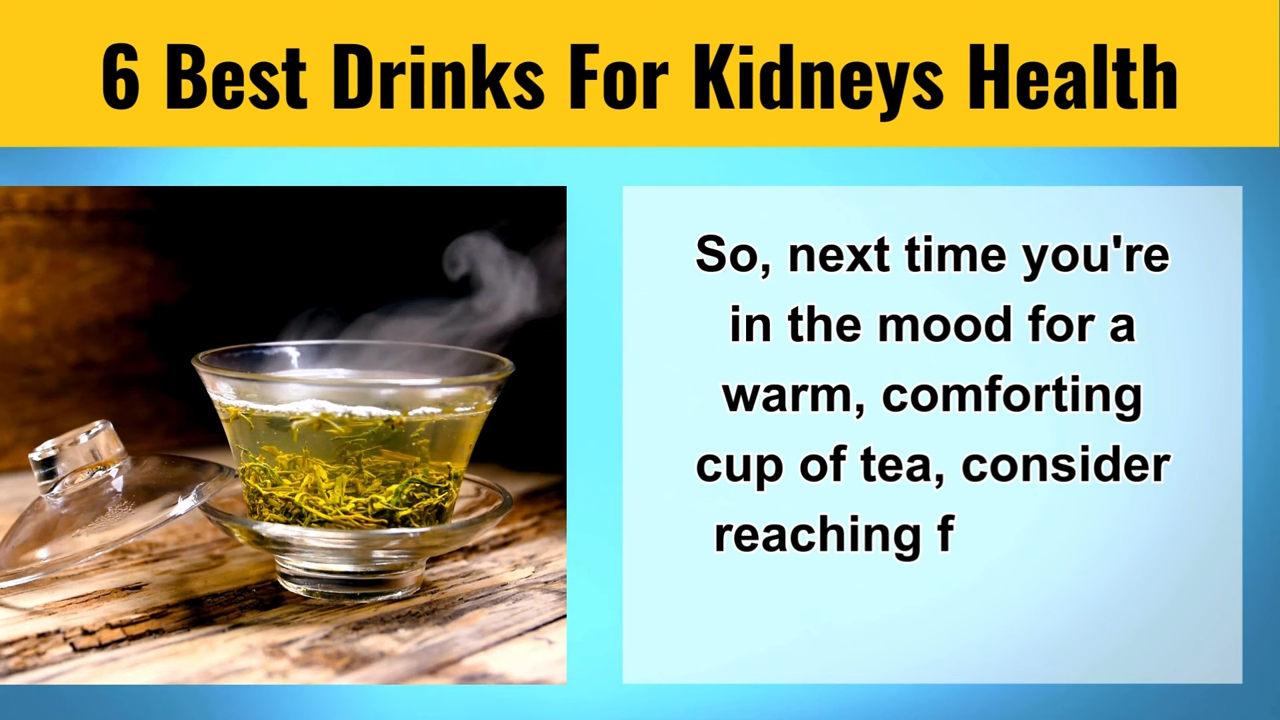 6 Best Drinks For Kidneys Health
So, next time you're
in the mood for a
warm, comforting
cup of tea, consider
reaching f